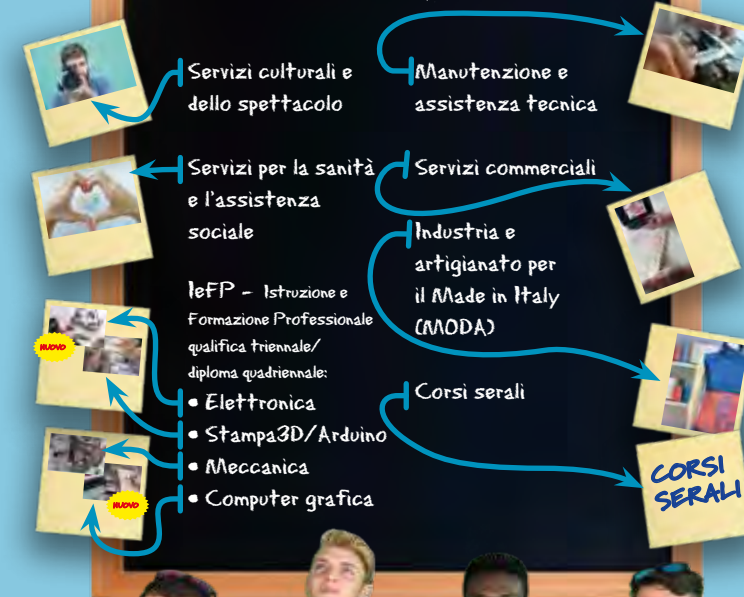 Servizi culturali e
dello spettacolo
Servizi per la sanità
e l'assistenza
sociale
IeFP - Istruzione e
Formazione Professionale
qualifica triennale/
diploma quadriennale:
• Elettronica
• Stampa3D/Arduino
• Meccanica
• Computer grafica
NUOVO
NUOVO
Manutenzione e
assistenza tecnica
Servizi commerciali
Industria e
artigianato per
il Made in Italy
(MODA)
Corsi serali
CORSI
SERALI